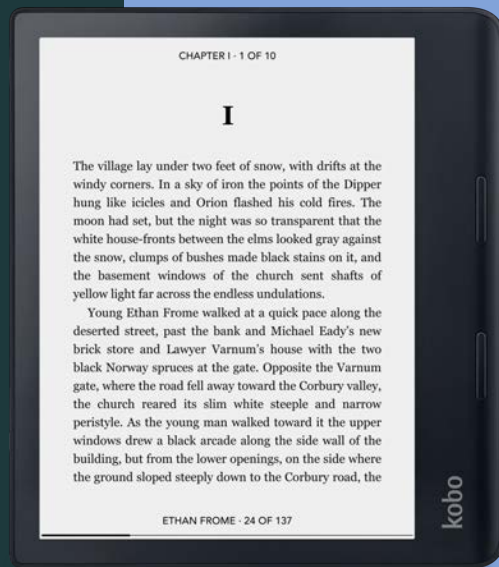 CHAPTER I · 1 OF 10
I
The village lay under two feet of snow, with drifts at the
windy corners. In a sky of iron the points of the Dipper
hung like icicles and Orion flashed his cold fires. The
moon had set, but the night was so transparent that the
white house-fronts between the elms looked gray against
the snow, clumps of bushes made black stains on it, and
the basement windows of the church sent shafts of
yellow light far across the endless undulations.
Young Ethan Frome walked at a quick pace along the
deserted street, past the bank and Michael Eady's new
brick store and Lawyer Varnum's house with the two
black Norway spruces at the gate. Opposite the Varnum
gate, where the road fell away toward the Corbury valley,
the church reared its slim white steeple and narrow
peristyle. As the young man walked toward it the upper
windows drew a black arcade along the side wall of the
building, but from the lower openings, on the side where
the ground sloped steeply down to the Corbury road, the
ETHAN FROME · 24 OF 137
kobo